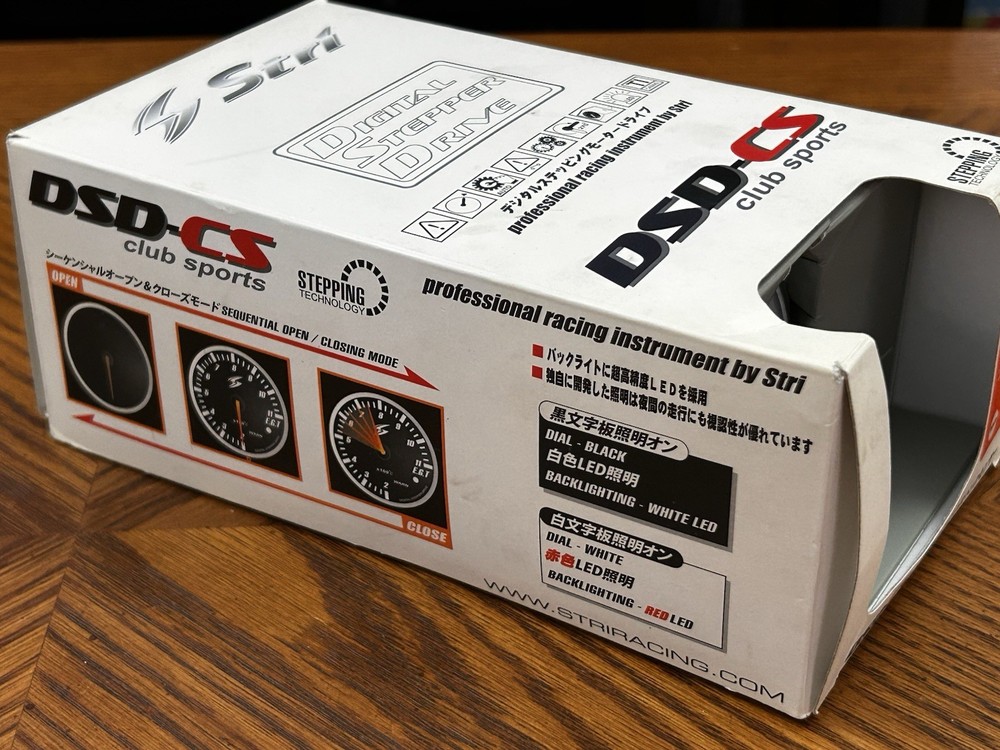 Stri
DIGITAL
STEPPER
DRIVE
デジタルステッピングモータードライブ
professional racing instrument by Stri
DSD-CS
club sports
STEPPING
TECHNOLOGY
DSD-CS
club sports
STEPPING
TECHNOLOGY
シーケンシャルオープン&クローズモード SEQUENTIAL OPEN / CLOSING MODE
OPEN
E.G.T
E.G.T
CLOSE
professional racing instrument by Stri
バックライトに超高精度LEDを採用
独自に開発した照明は夜間の走行にも視認性が優れています
黒文字板照明オン
DIAL - BLACK
白色LED照明
BACKLIGHTING - WHITE LED
白文字板照明オン
DIAL - WHITE
赤色LED照明
BACKLIGHTING - RED LED
WWW.STRIRACING.COM